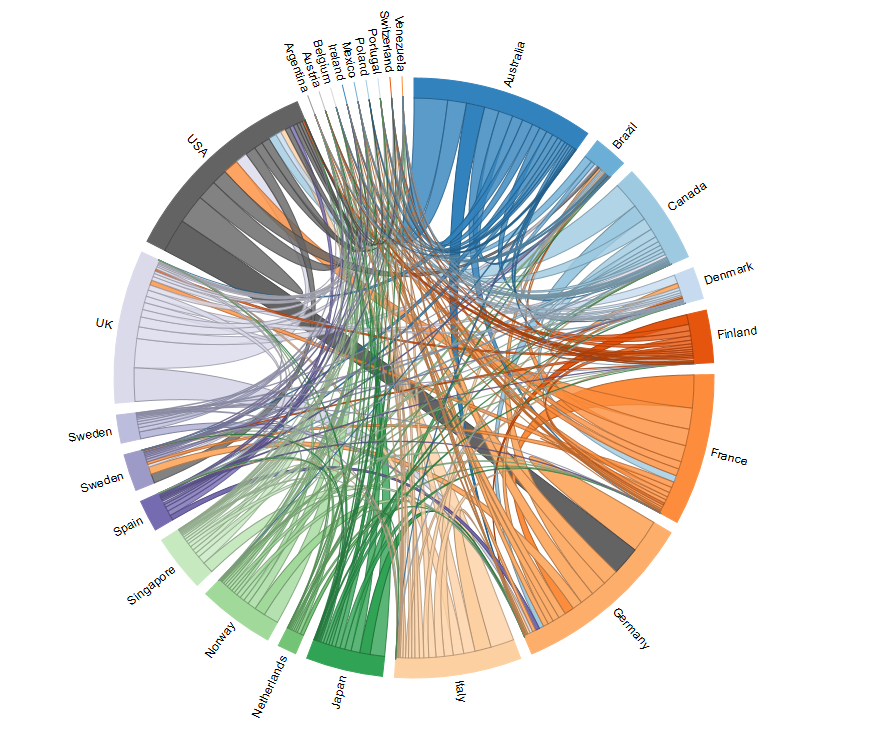 Argentina
Austria
Belgium
Ireland
Mexico
Poland
Portugal
Switzerland
Venezuela
Australia
Brazil
Canada
Denmark
Finland
France
Germany
Italy
Japan
Netherlands
Norway
Singapore
Spain
Sweden
Sweden
UK
USA